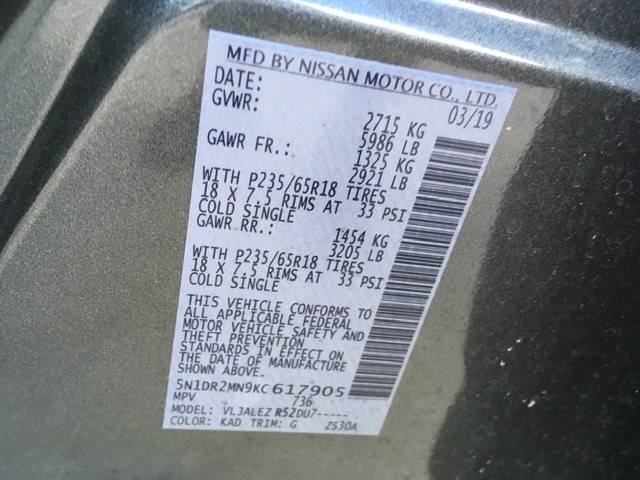 MFD BY NISSAN MOTOR CO., LTD.
DATE: 03/19
GVWR: 2715 KG
5986 LB
GAWR FR.: 1325 KG
2921 LB
WITH P235/65R18 TIRES
18 X 7.5 RIMS AT 33 PSI
COLD SINGLE
GAWR RR.: 1454 KG
3205 LB
WITH P235/65R18 TIRES
18 X 7.5 RIMS AT 33 PSI
COLD SINGLE
THIS VEHICLE CONFORMS TO
ALL APPLICABLE FEDERAL
MOTOR VEHICLE SAFETY AND
THEFT PREVENTION
STANDARDS IN EFFECT ON
THE DATE OF MANUFACTURE
SHOWN ABOVE.
5N1DR2MN9KC617905
MPV 736
MODEL: VLJALEZ R52DU7-----
COLOR: KAD TRIM: G ZS30A